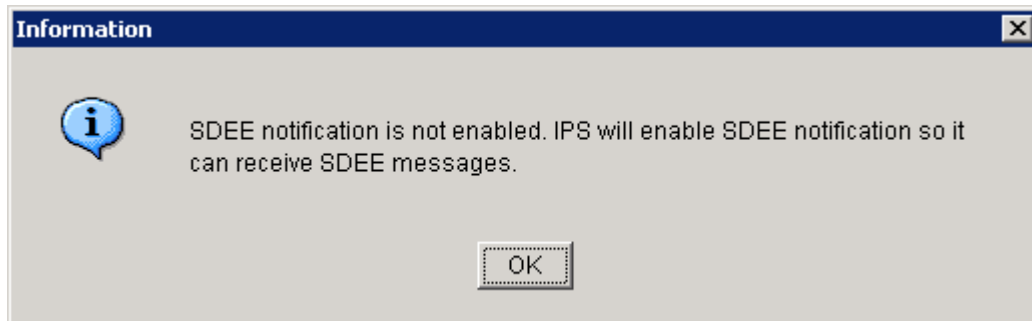 Information
SDEE notification is not enabled. IPS will enable SDEE notification so it
can receive SDEE messages.
OK